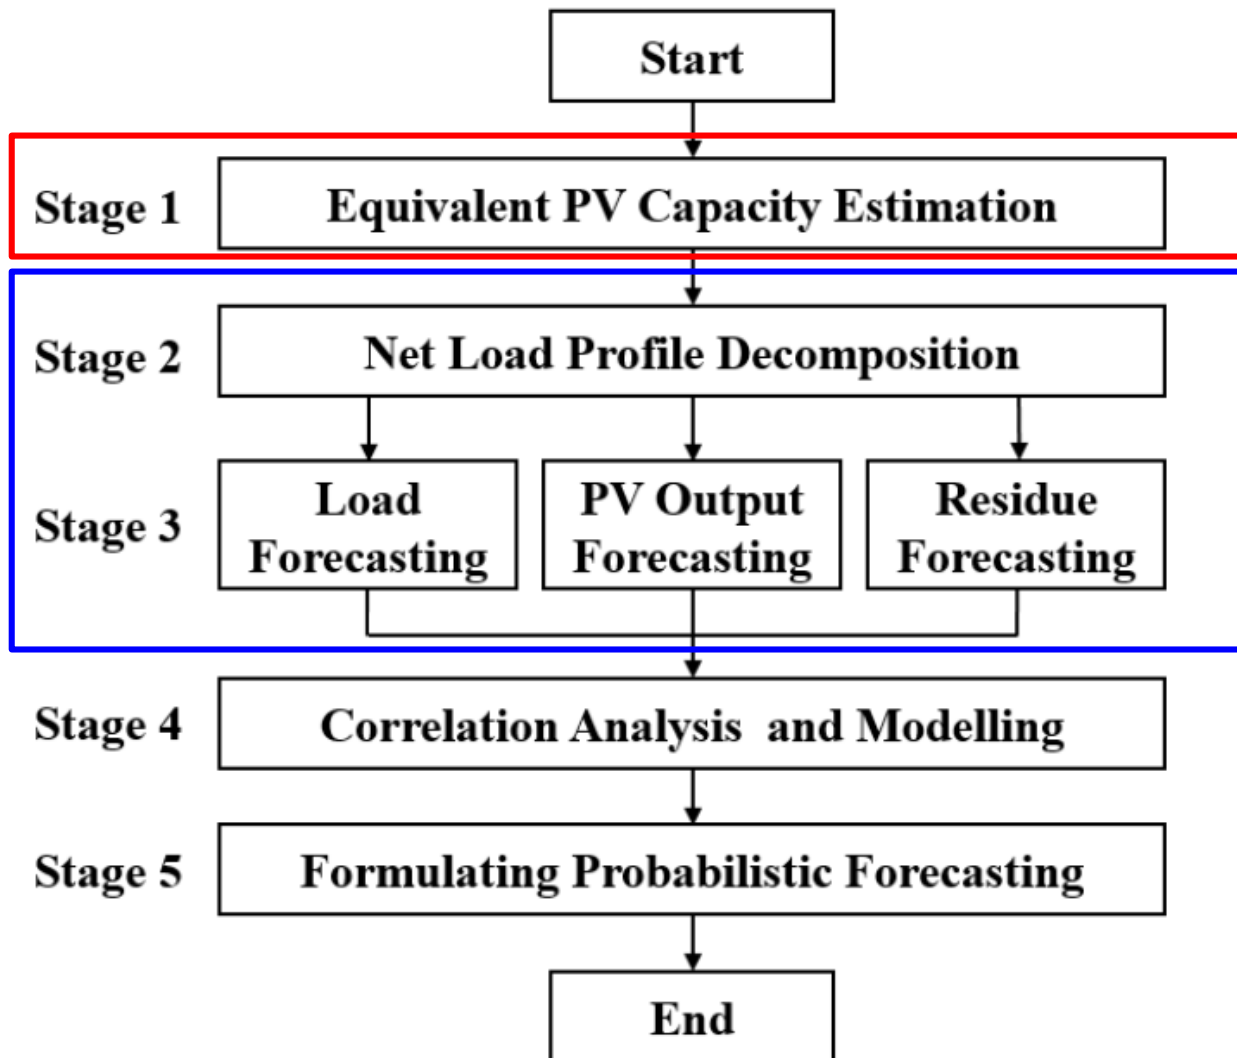 Start
Stage 1
Equivalent PV Capacity Estimation
Stage 2
Net Load Profile Decomposition
Stage 3
Load
Forecasting
PV Output
Forecasting
Residue
Forecasting
Stage 4
Correlation Analysis and Modelling
Stage 5
Formulating Probabilistic Forecasting
End